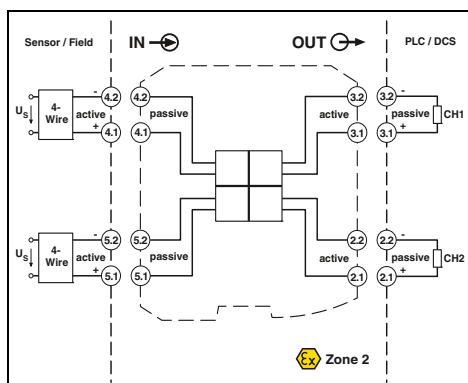 Sensor / Field IN OUT PLC / DCS
4.2 4.2 3.2 3.2
- -
US 4-Wire active passive active passive CH1
+ +
4.1 4.1 3.1 3.1
5.2 5.2 2.2 2.2
- -
US 4-Wire active passive active passive CH2
+ +
5.1 5.1 2.1 2.1
Ex Zone 2